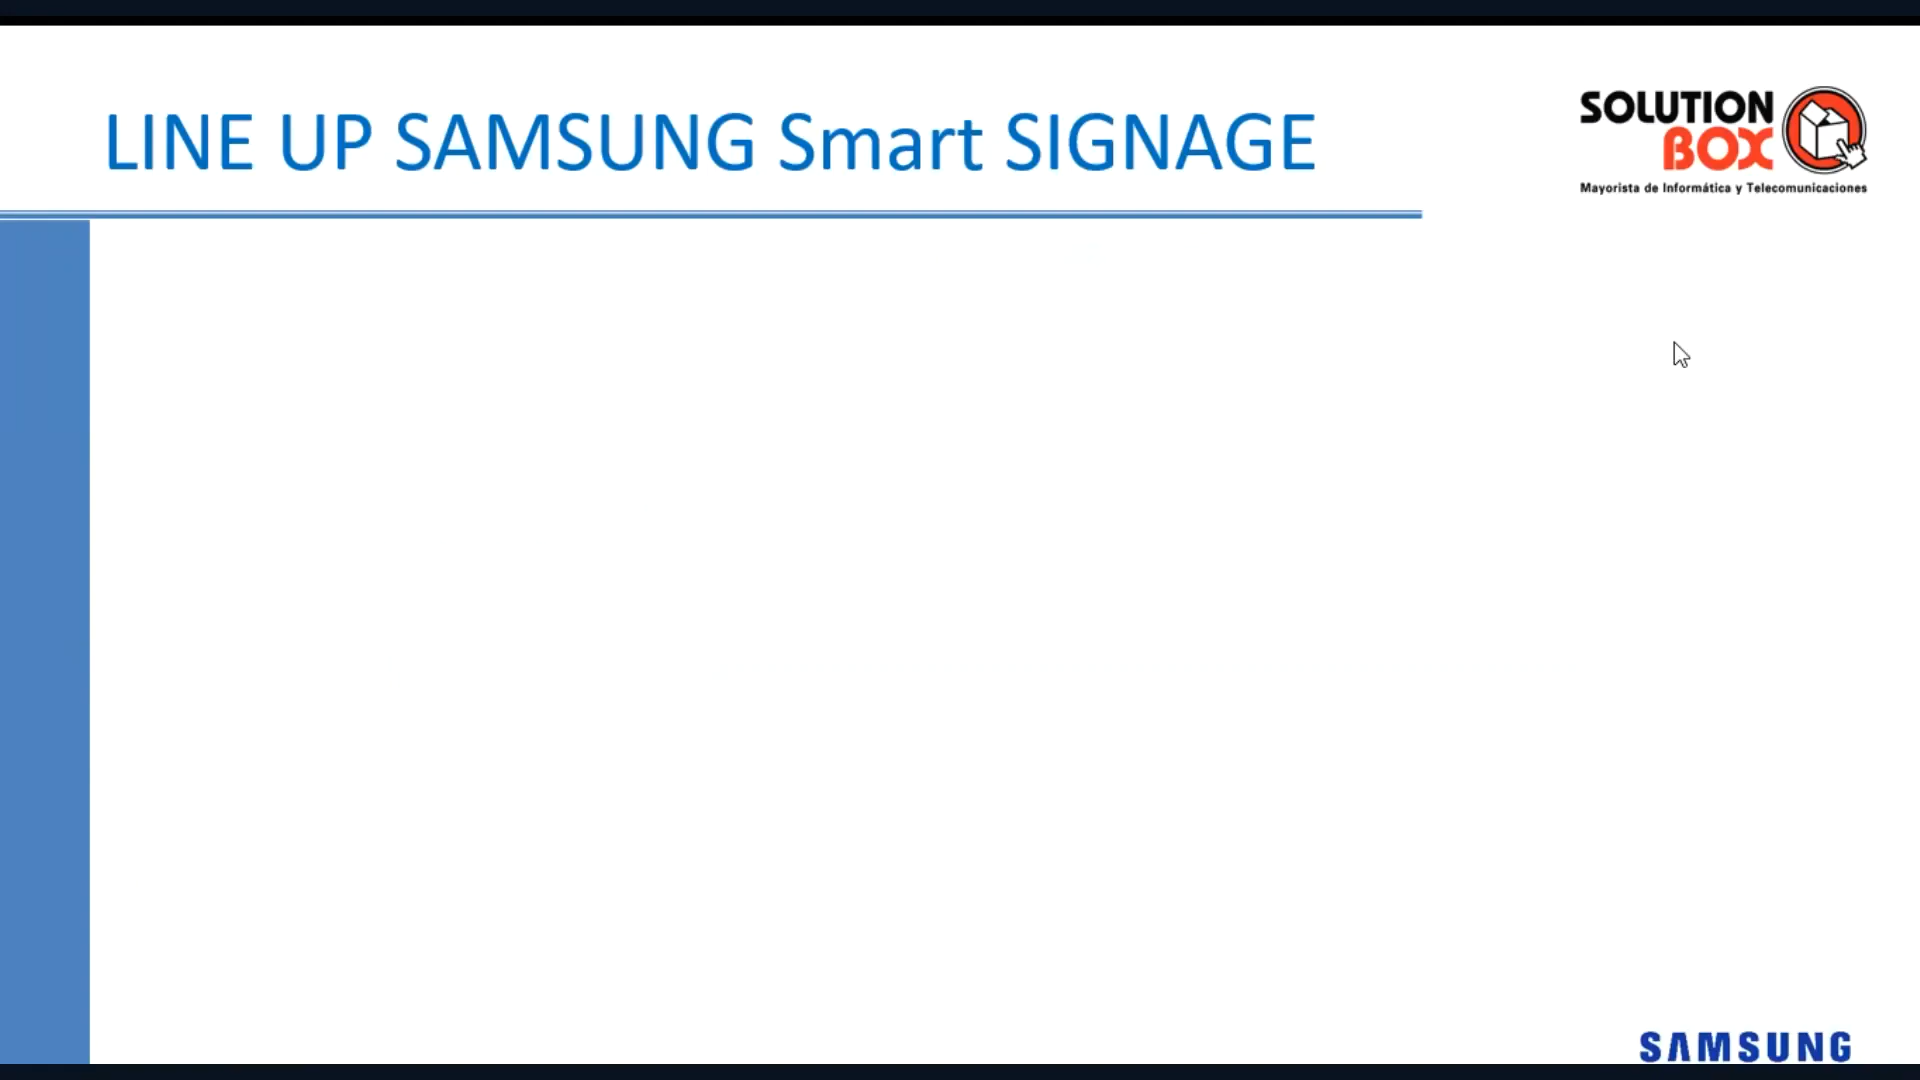 LINE UP SAMSUNG Smart SIGNAGE
SOLUTION
BOX
Mayorista de Informática y Telecomunicaciones
SAMSUNG